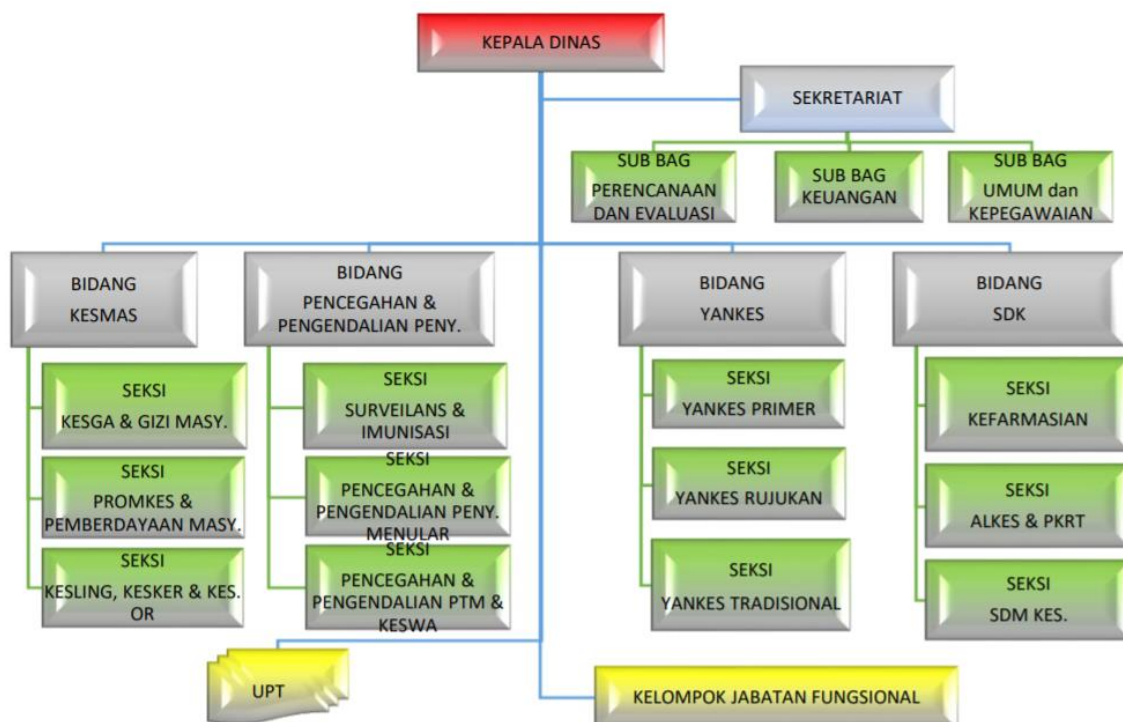 KEPALA DINAS
SEKRETARIAT
SUB BAG
PERENCANAAN
DAN EVALUASI
SUB BAG
KEUANGAN
SUB BAG
UMUM dan
KEPEGAWAIAN
BIDANG
KESMAS
BIDANG
PENCEGAHAN &
PENGENDALIAN PENY.
BIDANG
YANKES
BIDANG
SDK
SEKSI
KESGA & GIZI MASY.
SEKSI
PROMKES &
PEMBERDAYAAN MASY.
SEKSI
KESLING, KESKER & KES.
OR
SEKSI
SURVEILANS &
IMUNISASI
SEKSI
PENCEGAHAN &
PENGENDALIAN PENY.
MENULAR
SEKSI
PENCEGAHAN &
PENGENDALIAN PTM &
KESWA
SEKSI
YANKES PRIMER
SEKSI
YANKES RUJUKAN
SEKSI
YANKES TRADISIONAL
SEKSI
KEFARMASIAN
SEKSI
ALKES & PKRT
SEKSI
SDM KES.
UPT
KELOMPOK JABATAN FUNGSIONAL